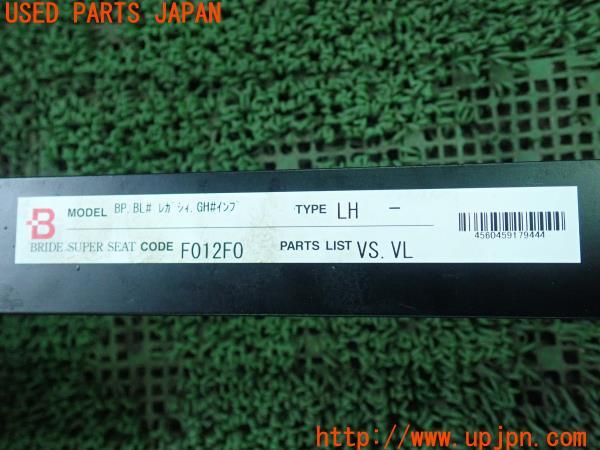 USED PARTS JAPAN
B
MODEL BP.BL# ﾚｶﾞｼｨ.GH#ｲﾝﾌﾟ TYPE LH -
BRIDE SUPER SEAT CODE F012F0 PARTS LIST VS.VL
4560459179444
http://www.upjpn.com/